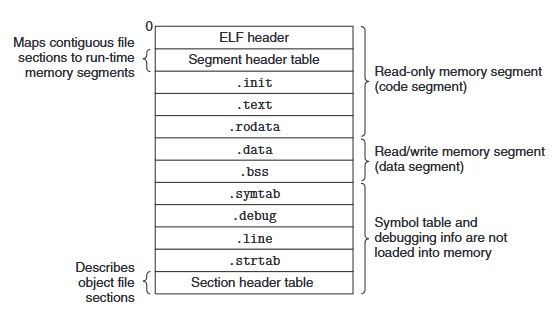 0
ELF header
Maps contiguous file
sections to run-time
memory segments
Segment header table
.init
.text
.rodata
Read-only memory segment
(code segment)
.data
.bss
Read/write memory segment
(data segment)
.symtab
.debug
.line
.strtab
Symbol table and
debugging info are not
loaded into memory
Describes
object file
sections
Section header table